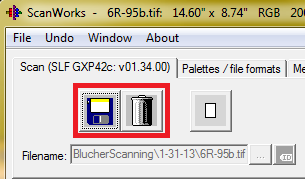 ScanWorks - 6R-95b.tif: 14.60" x 8.74" RGB 200
File Undo Window About
Scan (SLF GXP42c: v01.34.00) Palettes / file formats Me
Filename: BlucherScanning\1-31-13\6R-95b.tif ...